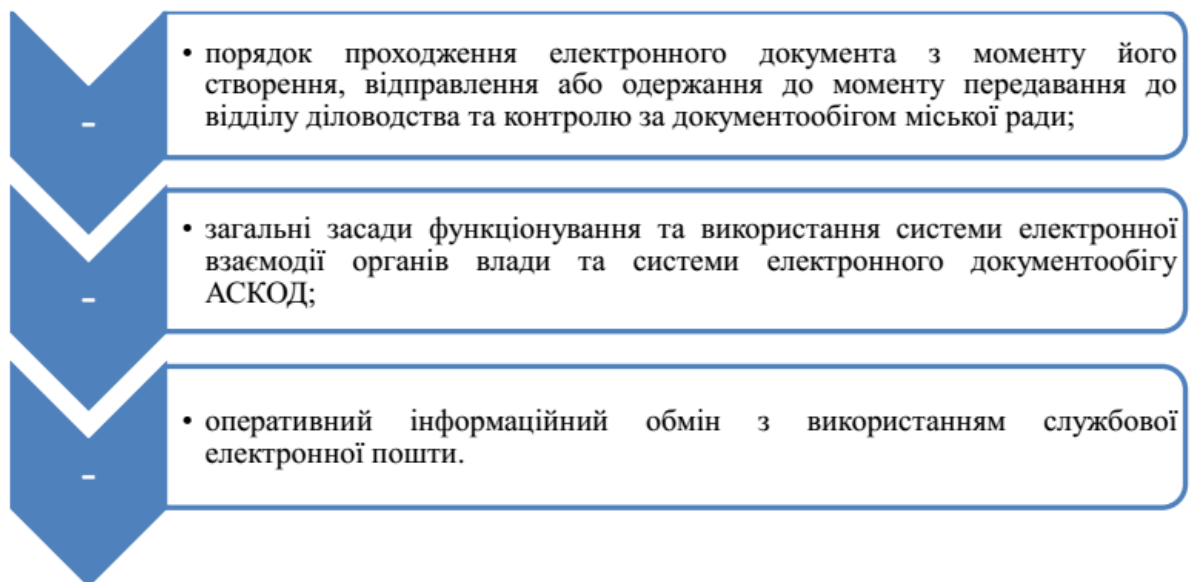 -
• порядок проходження електронного документа з моменту його
створення, відправлення або одержання до моменту передавання до
відділу діловодства та контролю за документообігом міської ради;
-
• загальні засади функціонування та використання системи електронної
взаємодії органів влади та системи електронного документообігу
АСКОД;
-
• оперативний інформаційний обмін з використанням службової
електронної пошти.